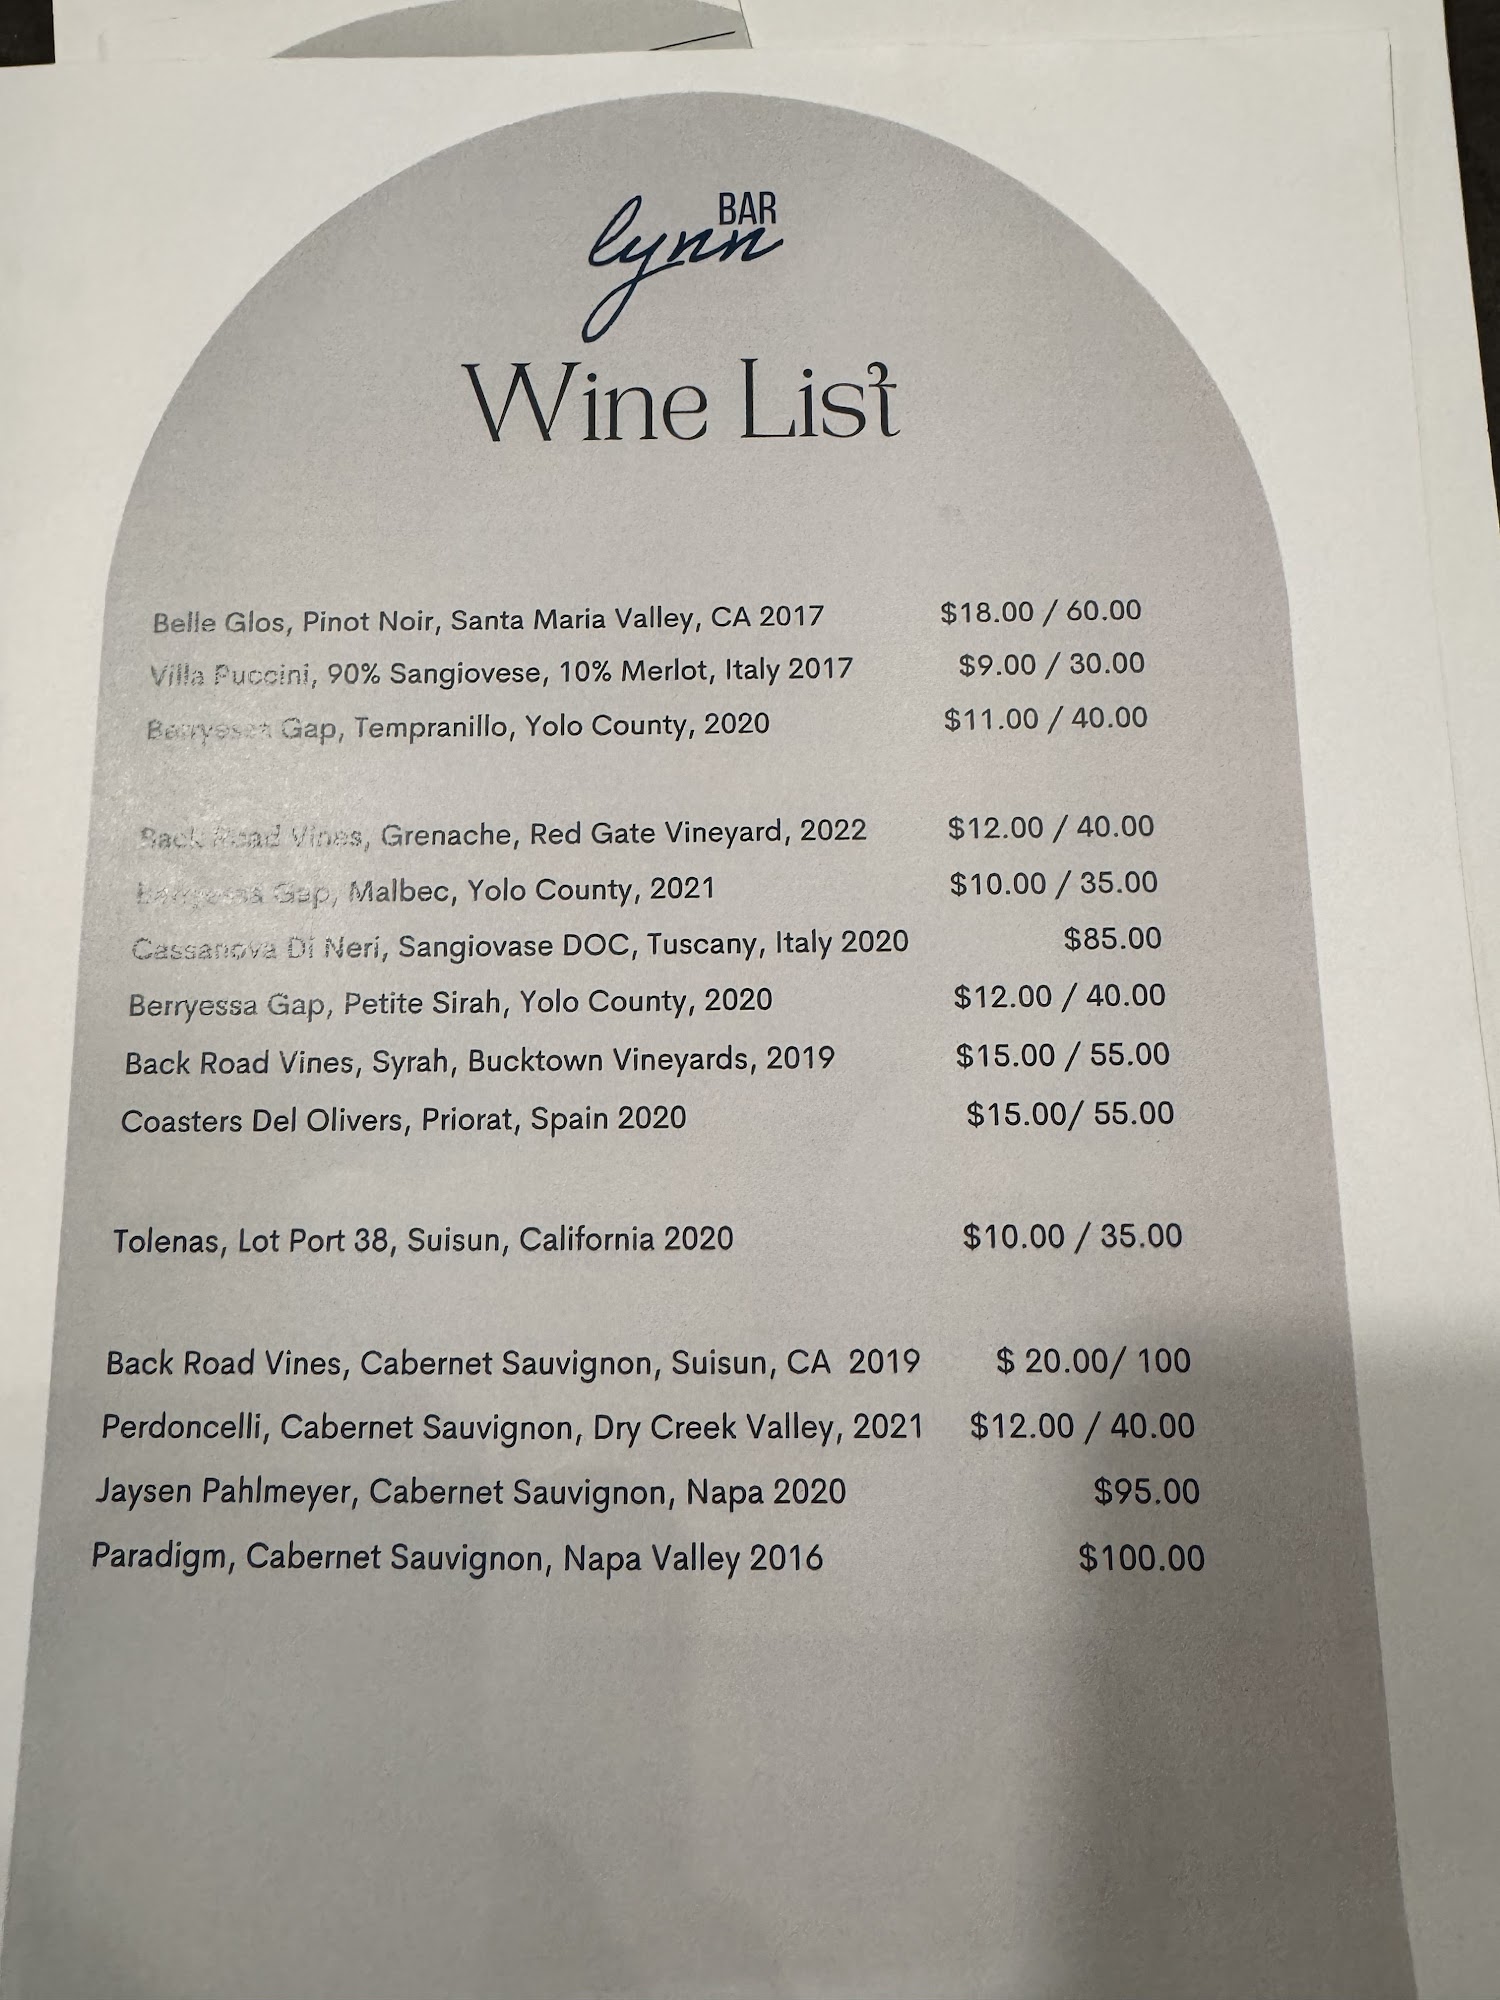 BAR
lynn
Wine List
Belle Glos, Pinot Noir, Santa Maria Valley, CA 2017 $18.00 / 60.00
Villa Puccini, 90% Sangiovese, 10% Merlot, Italy 2017 $9.00 / 30.00
Berryessa Gap, Tempranillo, Yolo County, 2020 $11.00 / 40.00
Back Road Vines, Grenache, Red Gate Vineyard, 2022 $12.00 / 40.00
Berryessa Gap, Malbec, Yolo County, 2021 $10.00 / 35.00
Cassanova Di Neri, Sangiovase DOC, Tuscany, Italy 2020 $85.00
Berryessa Gap, Petite Sirah, Yolo County, 2020 $12.00 / 40.00
Back Road Vines, Syrah, Bucktown Vineyards, 2019 $15.00 / 55.00
Coasters Del Olivers, Priorat, Spain 2020 $15.00/ 55.00
Tolenas, Lot Port 38, Suisun, California 2020 $10.00 / 35.00
Back Road Vines, Cabernet Sauvignon, Suisun, CA 2019 $ 20.00/ 100
Perdoncelli, Cabernet Sauvignon, Dry Creek Valley, 2021 $12.00 / 40.00
Jaysen Pahlmeyer, Cabernet Sauvignon, Napa 2020 $95.00
Paradigm, Cabernet Sauvignon, Napa Valley 2016 $100.00